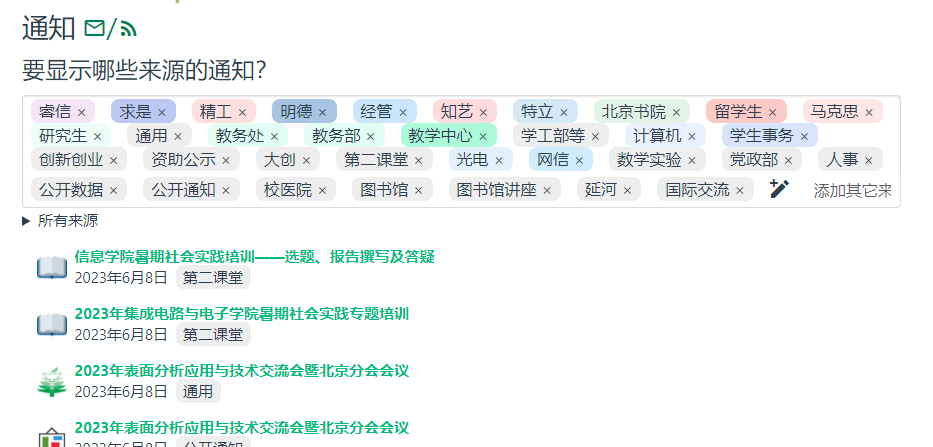 通知 /
要显示哪些来源的通知?
睿信 × 求是 × 精工 × 明德 × 经管 × 知艺 × 特立 × 北京书院 × 留学生 × 马克思 ×
研究生 × 通用 × 教务处 × 教务部 × 教学中心 × 学工部等 × 计算机 × 学生事务 ×
创新创业 × 资助公示 × 大创 × 第二课堂 × 光电 × 网信 × 数学实验 × 党政部 × 人事 ×
公开数据 × 公开通知 × 校医院 × 图书馆 × 图书馆讲座 × 延河 × 国际交流 × 添加其它来
▶ 所有来源
信息学院暑期社会实践培训——选题、报告撰写及答疑
2023年6月8日 第二课堂
2023年集成电路与电子学院暑期社会实践专题培训
2023年6月8日 第二课堂
2023年表面分析应用与技术交流会暨北京分会会议
2023年6月8日 通用
2023年表面分析应用与技术交流会暨北京分会会议
2023年6月8日 公开通知